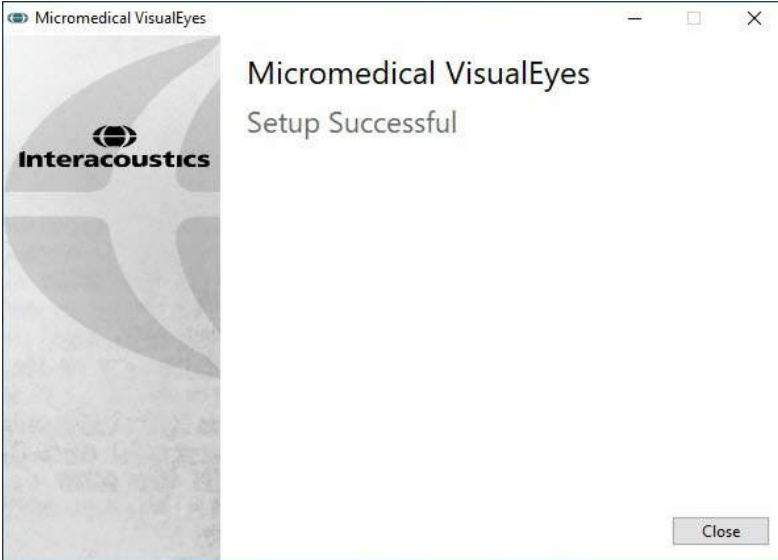 Micromedical VisualEyes
Micromedical VisualEyes
Setup Successful
Interacoustics
Close